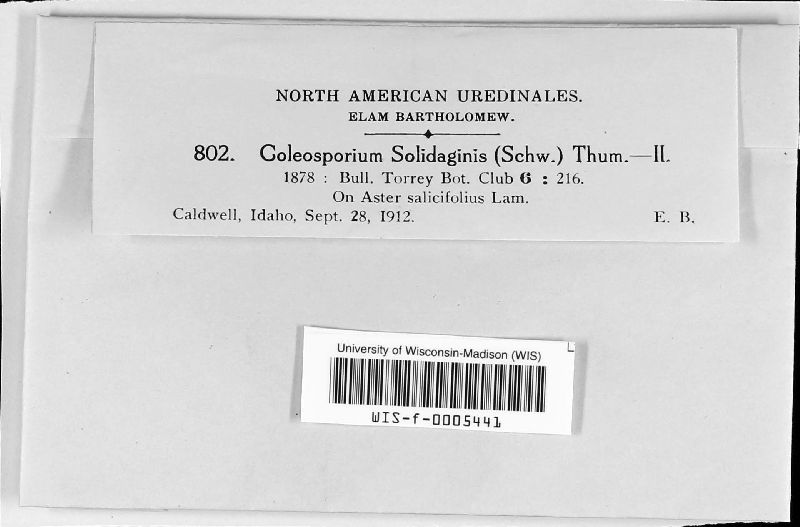 NORTH AMERICAN UREDINALES.
ELAM BARTHOLOMEW.
802. Coleosporium Solidaginis (Schw.) Thum.—II.
1878 : Bull. Torrey Bot. Club 6 : 216.
On Aster salicifolius Lam.
Caldwell, Idaho, Sept. 28, 1912. E. B.
University of Wisconsin-Madison (WIS)
WIS-f-0005441